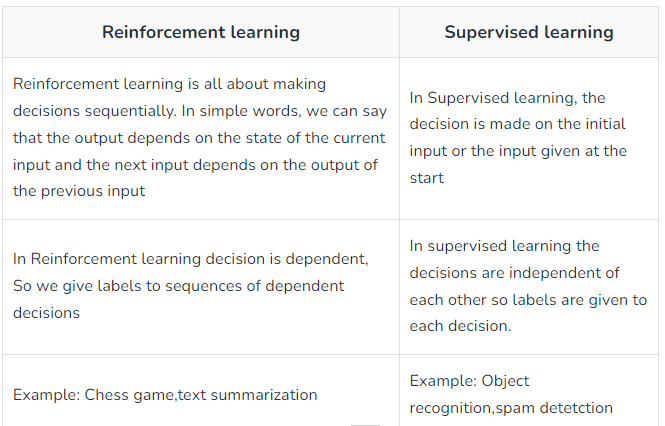 Reinforcement learning
Supervised learning
Reinforcement learning is all about making
decisions sequentially. In simple words, we can say
that the output depends on the state of the current
input and the next input depends on the output of
the previous input
In Supervised learning, the
decision is made on the initial
input or the input given at the
start
In Reinforcement learning decision is dependent,
So we give labels to sequences of dependent
decisions
In supervised learning the
decisions are independent of
each other so labels are given to
each decision.
Example: Chess game,text summarization
Example: Object
recognition,spam detetction